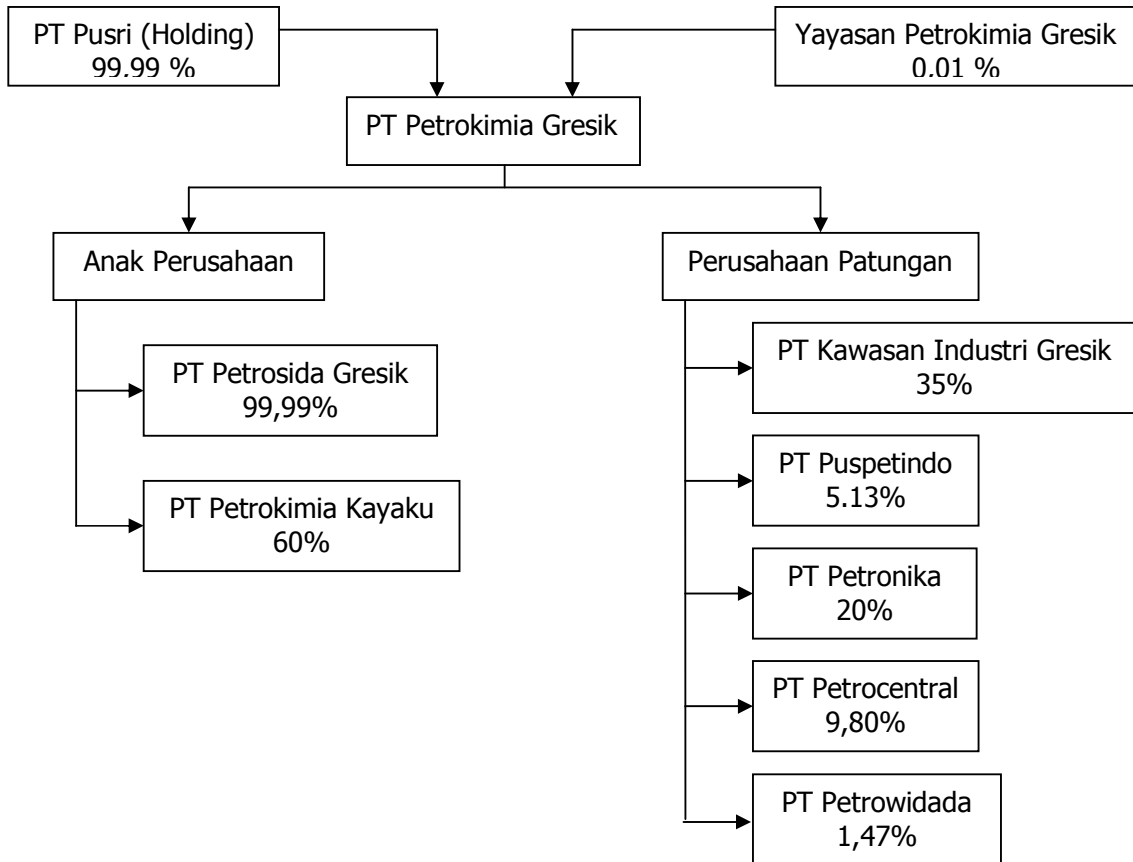 PT Pusri (Holding)
99.99 %
Yayasan Petrokimia Gresik
0.01 %
PT Petrokimia Gresik
Anak Perusahaan
PT Petrosida Gresik
99,99%
PT Petrokimia Kayaku
60%
Perusahaan Patungan
PT Kawasan Industri Gresik
35%
PT Puspetindo
5.13%
PT Petronika
20%
PT Petrocentral
9,80%
PT Petrowidada
1,47%